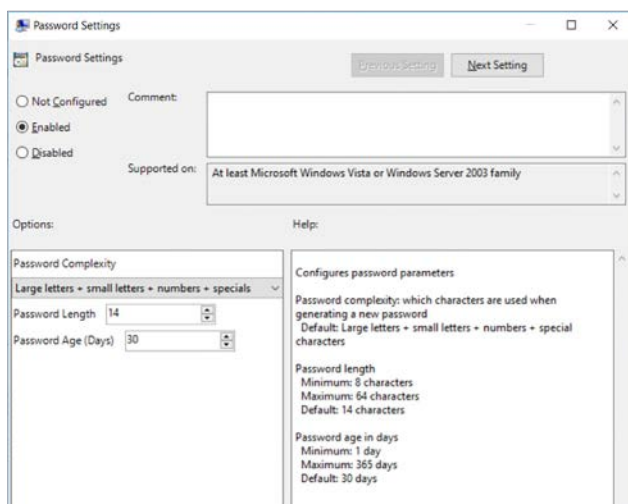 Password Settings
Password Settings
Previous Setting
Next Setting
Not Configured
Enabled
Disabled
Comment:
Supported on:
At least Microsoft Windows Vista or Windows Server 2003 family
Options:
Help:
Password Complexity
Large letters + small letters + numbers + specials
Password Length 14
Password Age (Days) 30
Configures password parameters
Password complexity: which characters are used when
generating a new password
Default: Large letters + small letters + numbers + special
characters
Password length
Minimum: 8 characters
Maximum: 64 characters
Default: 14 characters
Password age in days
Minimum: 1 day
Maximum: 365 days
Default: 30 days